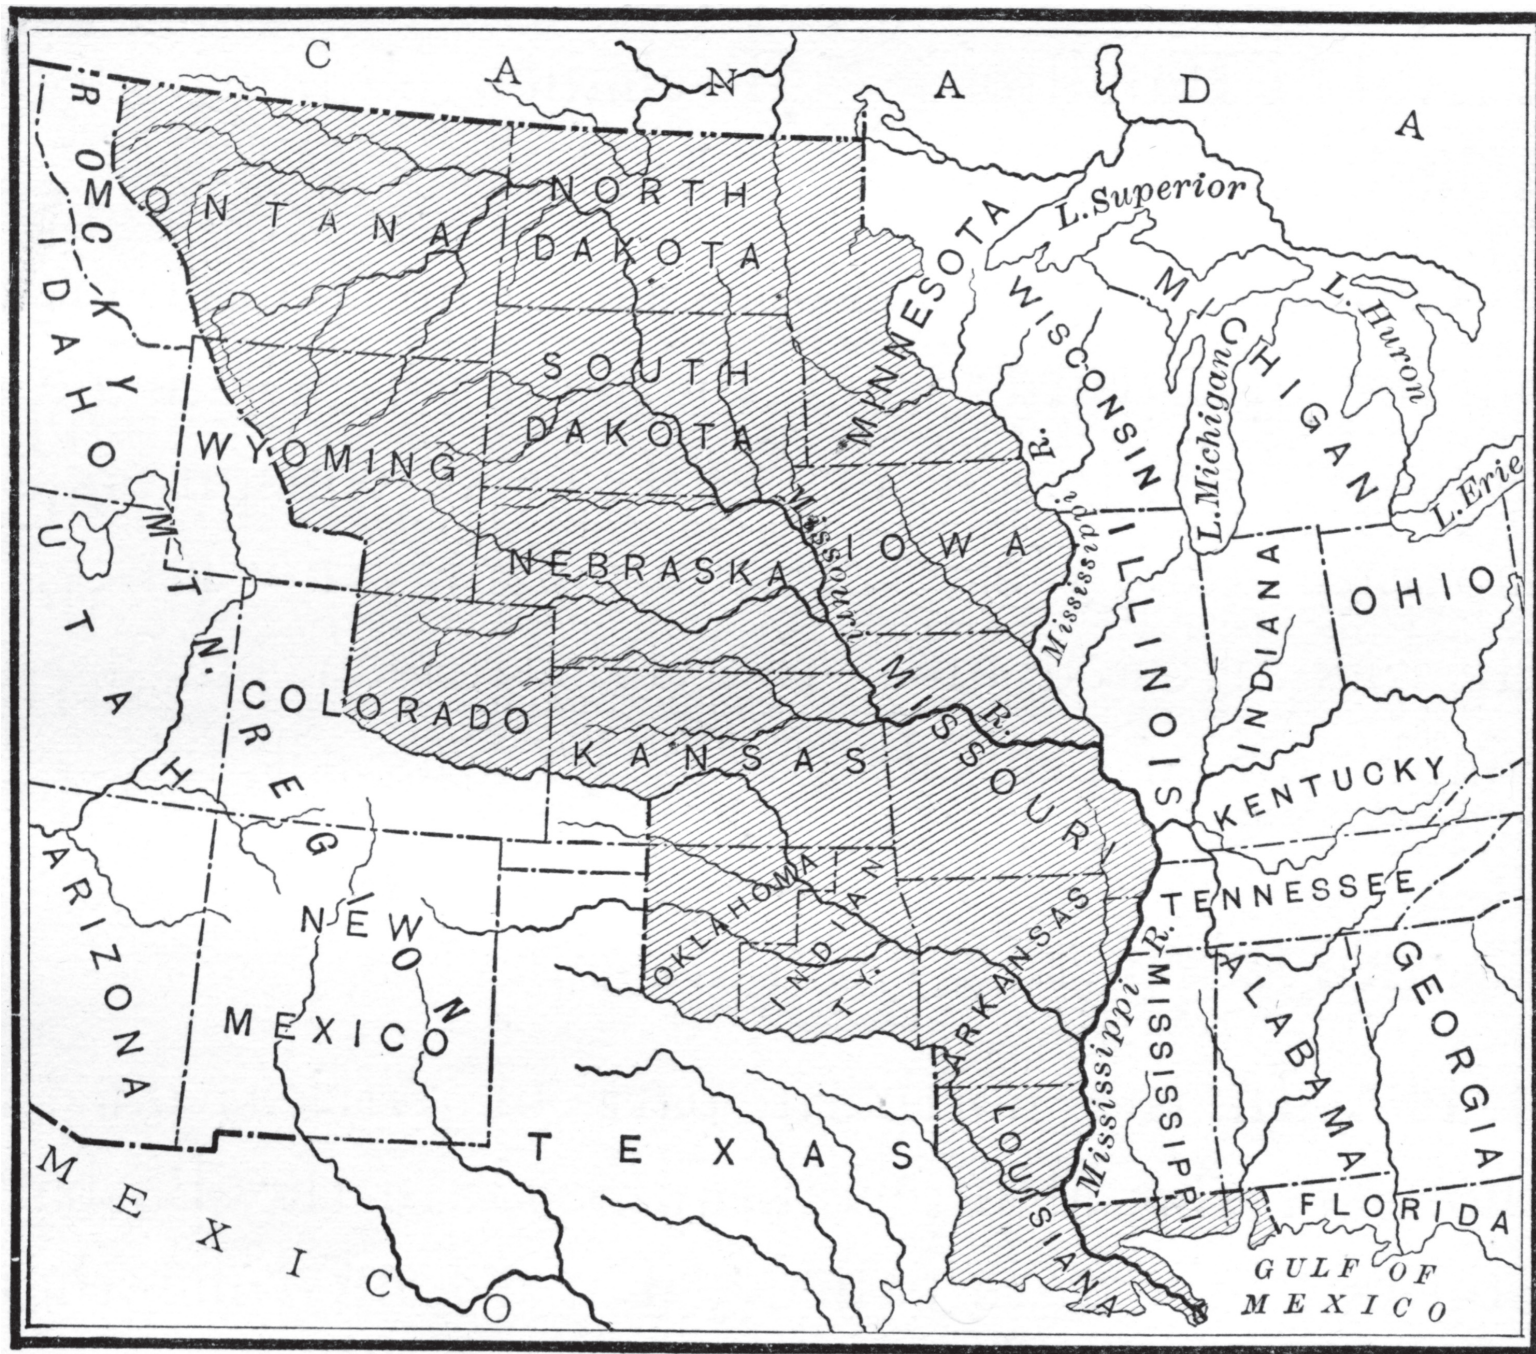 CANADA
ROCKY MTN. REGION
MONTANA
NORTH
DAKOTA
MINNESOTA
L. Superior
IDAHO
WISCONSIN
MICHIGAN
L. Huron
L. Michigan
L. Erie
SOUTH
DAKOTA
WYOMING
Mississippi R.
Missouri R.
UTAH
NEBRASKA
IOWA
ILLINOIS
INDIANA
OHIO
COLORADO
KANSAS
MISSOURI
KENTUCKY
ARIZONA
NEW
MEXICO
OKLAHOMA
INDIAN
TY.
ARKANSAS
TENNESSEE
Mississippi R.
MISSISSIPPI
ALABAMA
GEORGIA
TEXAS
LOUISIANA
FLORIDA
MEXICO
GULF OF
MEXICO